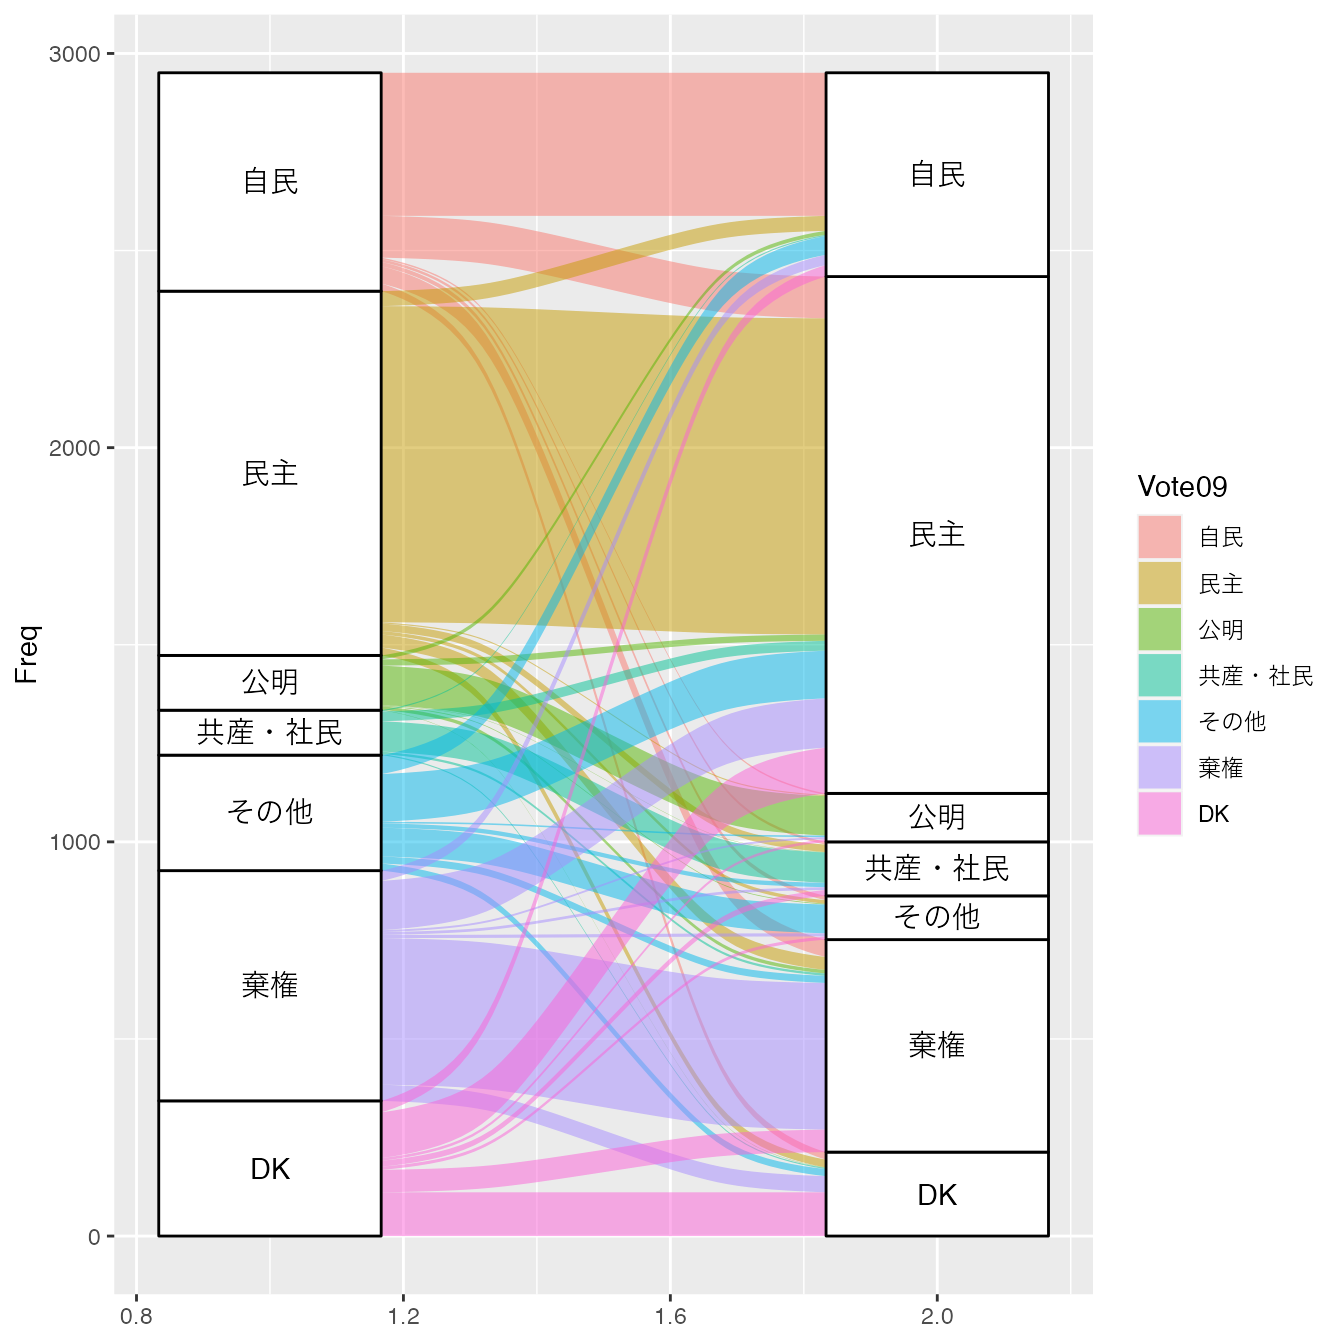 3000
2000
1000
0
Freq
自民
民主
公明
共産・社民
その他
棄権
DK
自民
民主
公明
共産・社民
その他
棄権
DK
0.8
1.2
1.6
2.0
Vote09
自民
民主
公明
共産・社民
その他
棄権
DK